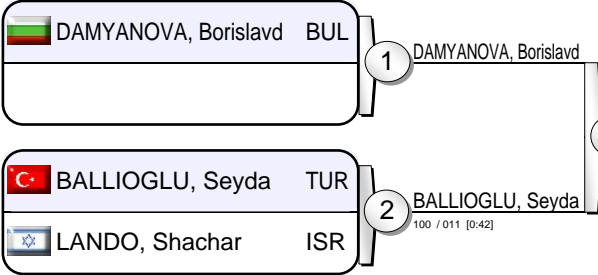 DAMYANOVA, Borislavd BUL
1
DAMYANOVA, Borislavd
BALLIOGLU, Seyda TUR
2
BALLIOGLU, Seyda
100 / 011 [0:42]
LANDO, Shachar ISR